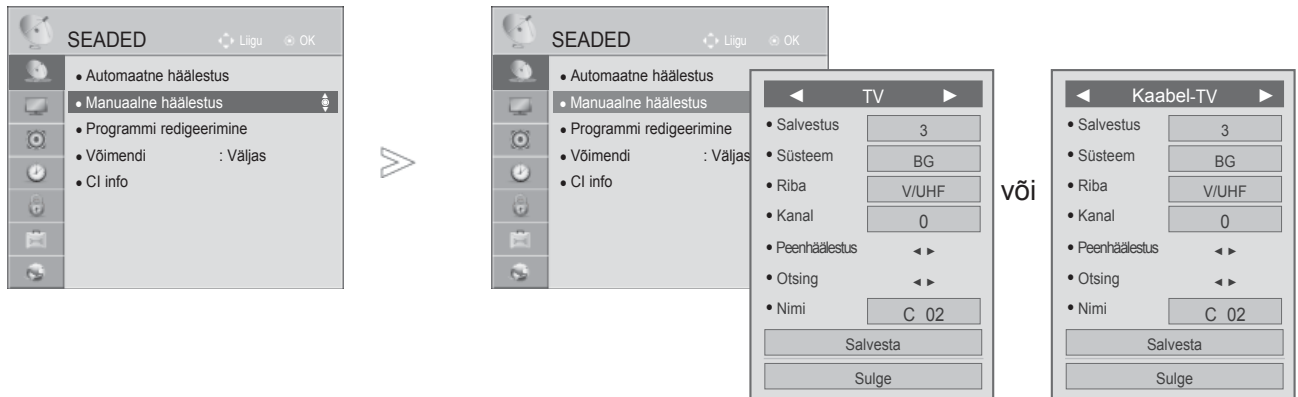 SEADED Liigu OK
• Automaatne häälestus
• Manuaalne häälestus
• Programmi redigeerimine
• Võimendi : Väljas
• CI info
SEADED Liigu OK
• Automaatne häälestus
• Manuaalne häälestus
• Programmi redigeerimine
• Võimendi : Väljas
• CI info
◄ TV ►
• Salvestus 3
• Süsteem BG
• Riba V/UHF
• Kanal 0
• Peenhäälestus ◄ ►
• Otsing ◄ ►
• Nimi C 02
Salvesta
Sulge
või
◄ Kaabel-TV ►
• Salvestus 3
• Süsteem BG
• Riba V/UHF
• Kanal 0
• Peenhäälestus ◄ ►
• Otsing ◄ ►
• Nimi C 02
Salvesta
Sulge